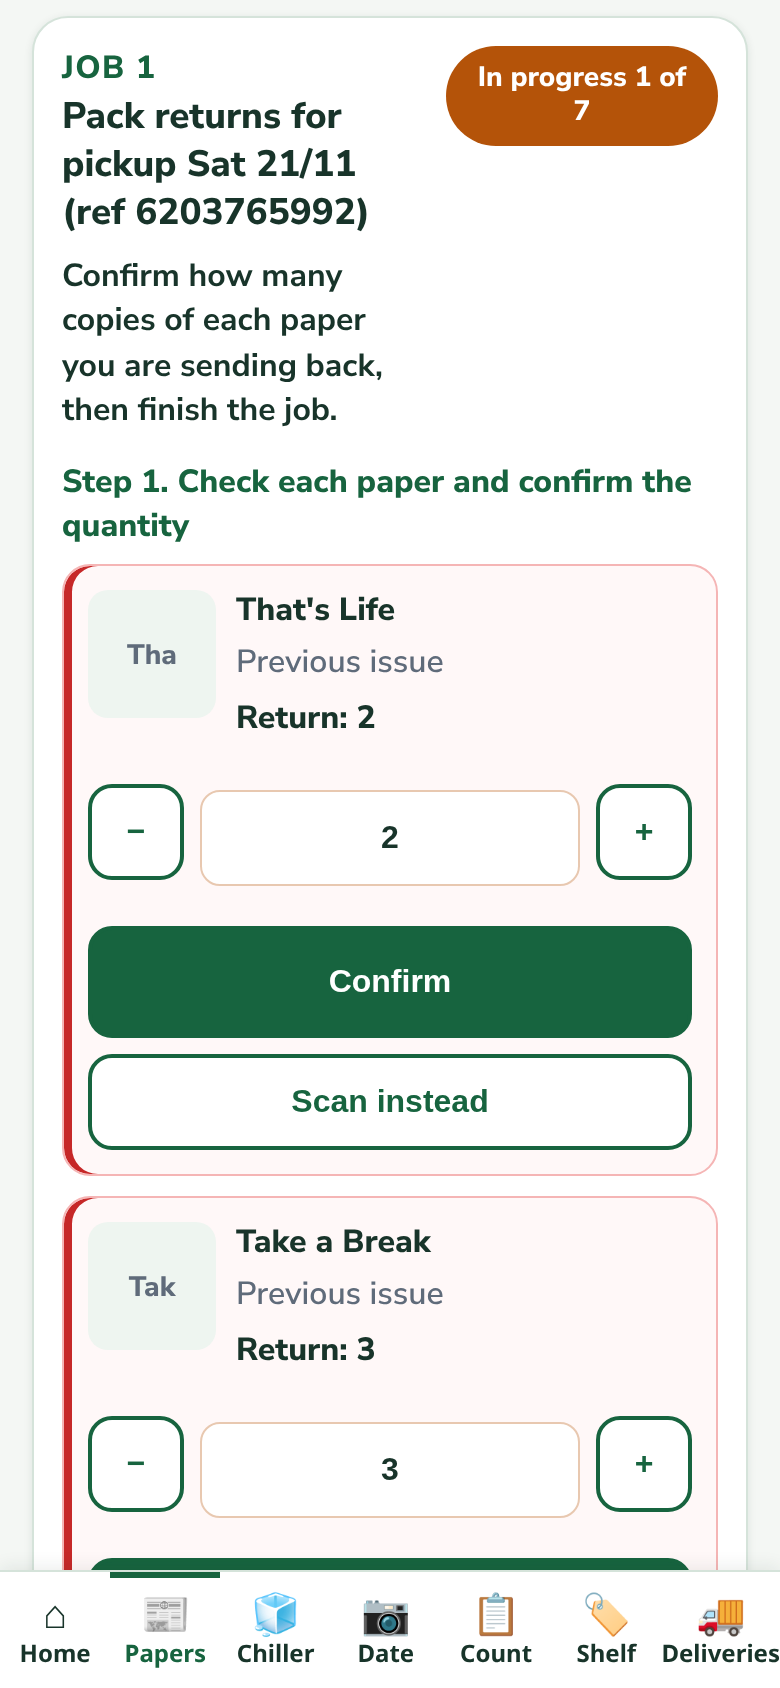 JOB 1
In progress 1 of
7
Pack returns for
pickup Sat 21/11
(ref 6203765992)
Confirm how many
copies of each paper
you are sending back,
then finish the job.
Step 1. Check each paper and confirm the
quantity
Tha
That's Life
Previous issue
Return: 2
−
2
+
Confirm
Scan instead
Tak
Take a Break
Previous issue
Return: 3
−
3
+
Home
Papers
Chiller
Date
Count
Shelf
Deliveries